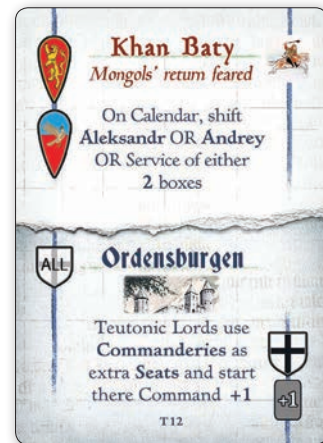 Khan Baty
Mongols' return feared
On Calendar, shift
Aleksandr OR Andrey
OR Service of either
2 boxes
ALL
Ordensburgen
Teutonic Lords use
Commanderies as
extra Seats and start
there Command +1
+1
T12